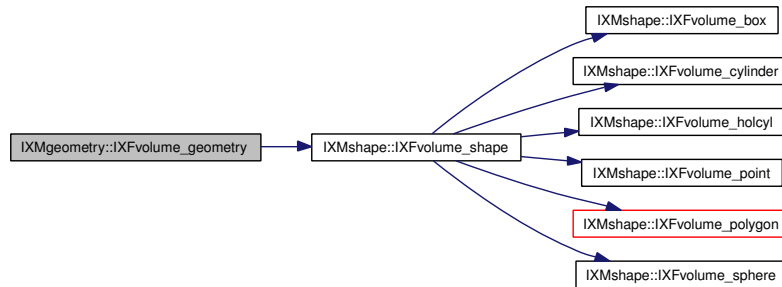 IXMgeometry::IXFvolume_geometry
IXMshape::IXFvolume_shape
IXMshape::IXFvolume_box
IXMshape::IXFvolume_cylinder
IXMshape::IXFvolume_holcyl
IXMshape::IXFvolume_point
IXMshape::IXFvolume_polygon
IXMshape::IXFvolume_sphere